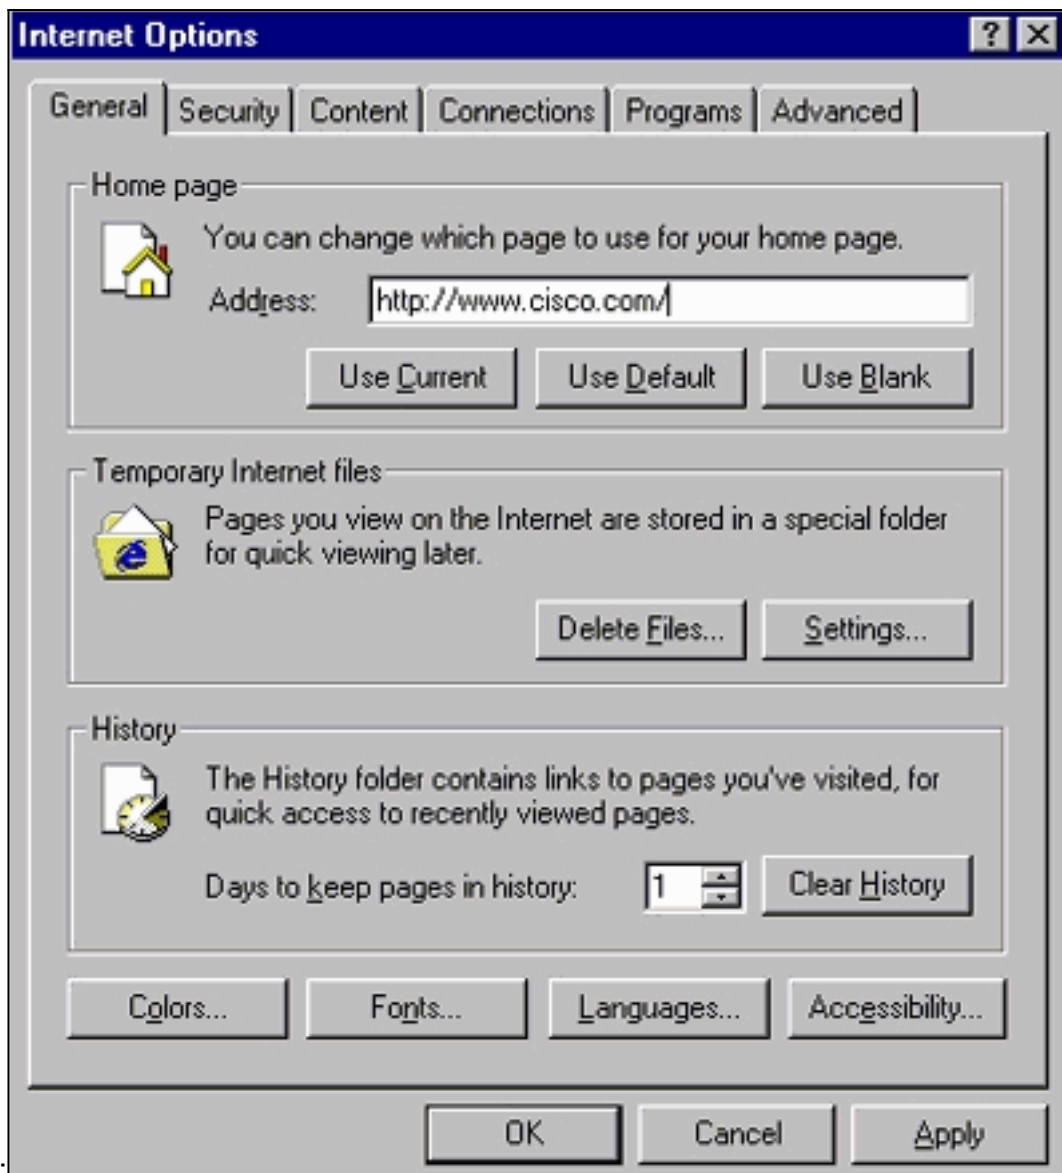 Internet Options
General Security Content Connections Programs Advanced
Home page
You can change which page to use for your home page.
Address: http://www.cisco.com/
Use Current Use Default Use Blank
Temporary Internet files
Pages you view on the Internet are stored in a special folder
for quick viewing later.
Delete Files... Settings...
History
The History folder contains links to pages you've visited, for
quick access to recently viewed pages.
Days to keep pages in history: 1 Clear History
Colors... Fonts... Languages... Accessibility...
OK Cancel Apply
.